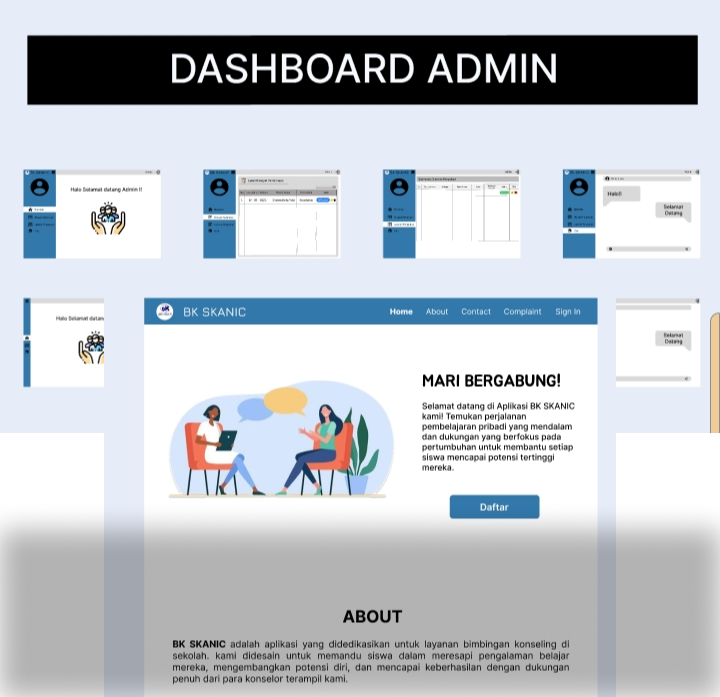 DASHBOARD ADMIN
Halo Selamat datang Admin !!
Halo!!
Selamat
Datang
Halo Selamat datan
BK SKANIC
Home About Contact Complaint Sign In
Selamat
Datang
MARI BERGABUNG!
Selamat datang di Aplikasi BK SKANIC
kami! Temukan perjalanan
pembelajaran pribadi yang mendalam
dan dukungan yang berfokus pada
pertumbuhan untuk membantu setiap
siswa mencapai potensi tertinggi
mereka.
Daftar
ABOUT
BK SKANIC adalah aplikasi yang didedikasikan untuk layanan bimbingan konseling di
sekolah. kami didesain untuk memandu siswa dalam meresapi pengalaman belajar
mereka, mengembangkan potensi diri, dan mencapai keberhasilan dengan dukungan
penuh dari para konselor terampil kami.